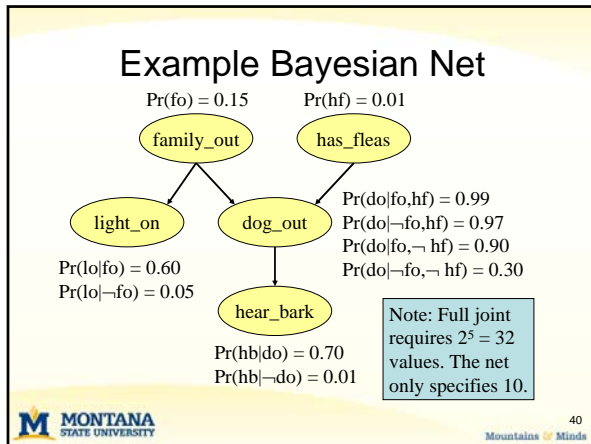 Example Bayesian Net
Pr(fo) = 0.15
Pr(hf) = 0.01
family_out
has_fleas
light_on
dog_out
Pr(do|fo,hf) = 0.99
Pr(do|¬fo,hf) = 0.97
Pr(do|fo,¬ hf) = 0.90
Pr(do|¬fo,¬ hf) = 0.30
Pr(lo|fo) = 0.60
Pr(lo|¬fo) = 0.05
hear_bark
Pr(hb|do) = 0.70
Pr(hb|¬do) = 0.01
Note: Full joint
requires 2⁵ = 32
values. The net
only specifies 10.
M MONTANA
STATE UNIVERSITY
40
Mountains & Minds